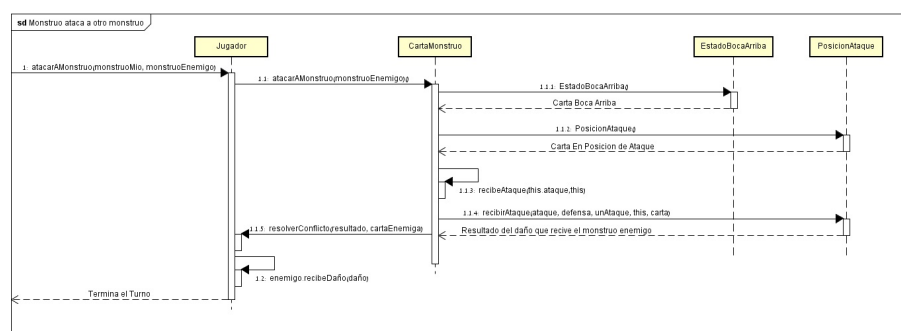 sd Monstruo ataca a otro monstruo
Jugador
CartaMonstruo
EstadoBocaArriba
PosicionAtaque
1: atacarAMonstruo(monstruoMio, monstruoEnemigo)
1.1: atacarAMonstruo(monstruoEnemigo)()
1.1.1: EstadoBocaArriba()
Carta Boca Arriba
1.1.2: PosicionAtaque()
Carta En Posicion de Ataque
1.1.3: recibeAtaque(this.ataque,this)
1.1.4: recibirAtaque(ataque, defensa, unAtaque, this, carta)
1.1.5: resolverConflicto(resultado, cartaEnemiga)
Resultado del daño que recive el monstruo enemigo
1.2: enemigo.recibeDaño(daño)
Termina el Turno